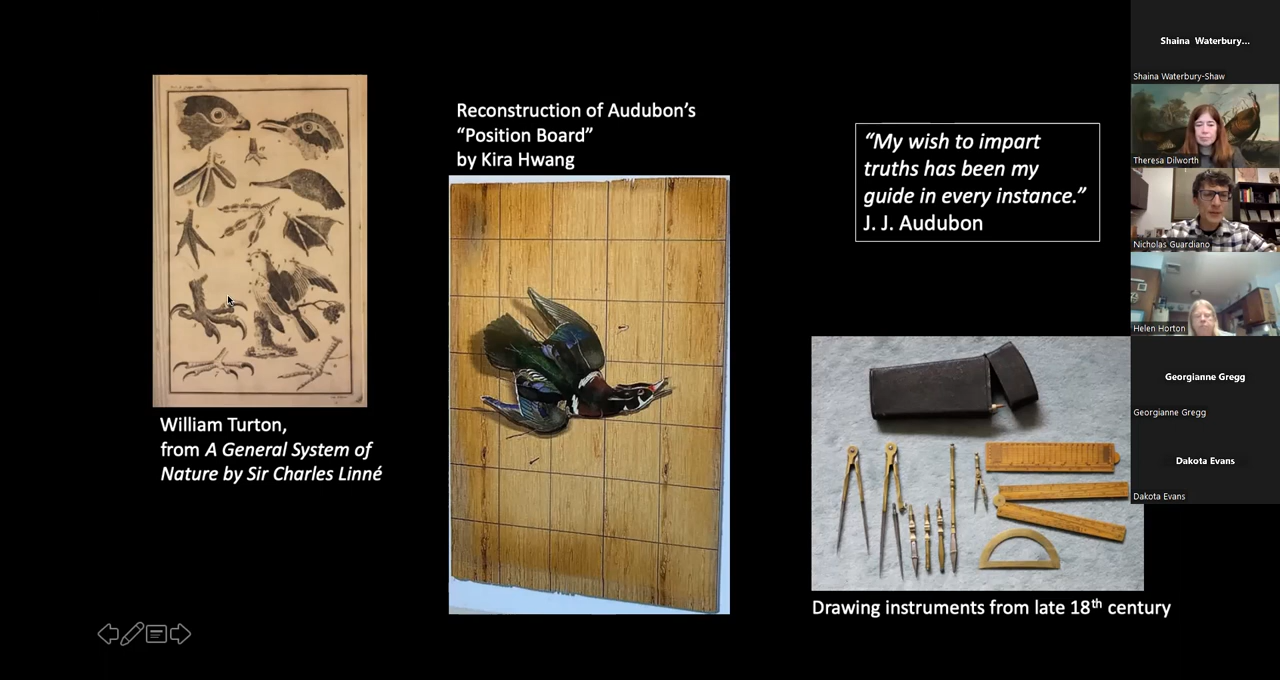 William Turton,
from A General System of
Nature by Sir Charles Linné
Reconstruction of Audubon’s
“Position Board”
by Kira Hwang
“My wish to impart
truths has been my
guide in every instance.”
J. J. Audubon
Drawing instruments from late 18th century
Shaina Waterbury...
Shaina Waterbury-Shaw
Theresa Dilworth
Nicholas Guardiano
Helen Horton
Georgianne Gregg
Georgianne Gregg
Dakota Evans
Dakota Evans